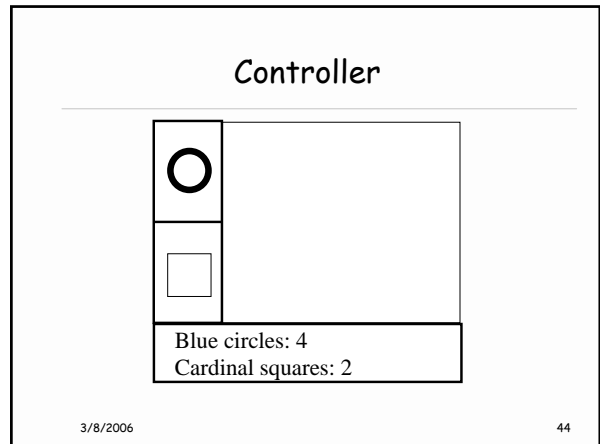 Controller
Blue circles: 4
Cardinal squares: 2
3/8/2006
44